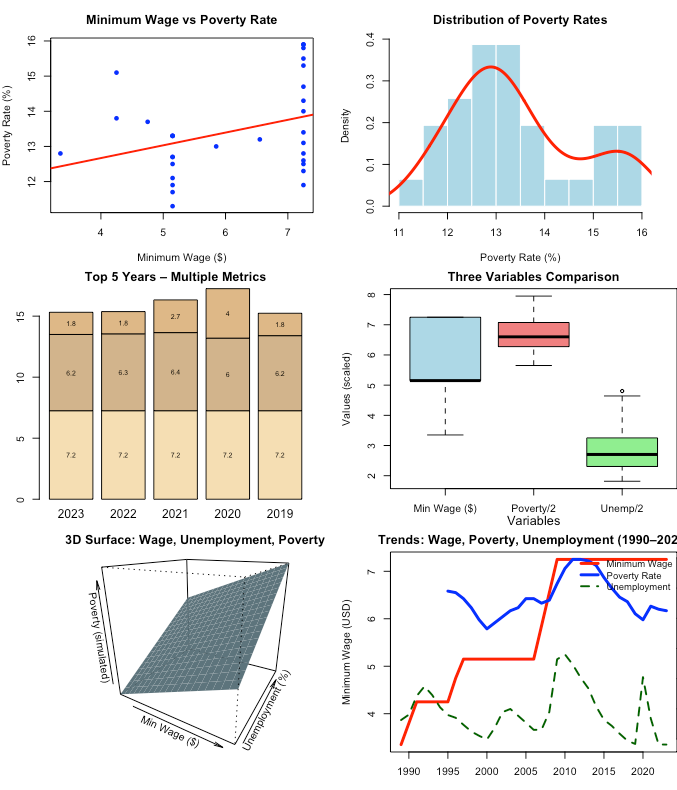 Minimum Wage vs Poverty Rate
Poverty Rate (%)
16
15
14
13
12
4 5 6 7
Minimum Wage ($)
Distribution of Poverty Rates
Density
0.4
0.3
0.2
0.1
0.0
11 12 13 14 15 16
Poverty Rate (%)
Top 5 Years – Multiple Metrics
15
10
5
0
1.8 1.8 2.7 4 1.8
6.2 6.3 6.4 6 6.2
7.2 7.2 7.2 7.2 7.2
2023 2022 2021 2020 2019
Three Variables Comparison
Values (scaled)
8
7
6
5
4
3
2
Min Wage ($) Poverty/2 Unemp/2
Variables
3D Surface: Wage, Unemployment, Poverty
Poverty (simulated)
Min Wage ($)
Unemployment (%)
Trends: Wage, Poverty, Unemployment (1990–202
Minimum Wage (USD)
7
6
5
4
Minimum Wage
Poverty Rate
Unemployment
1990 1995 2000 2005 2010 2015 2020